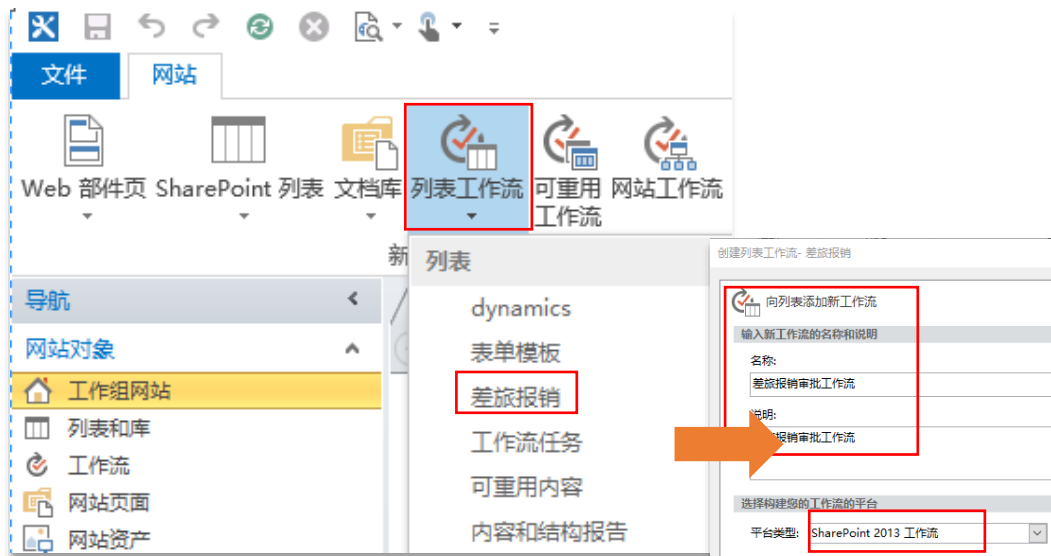 文件 网站
Web 部件页 SharePoint 列表 文档库 列表工作流 可重用 网站工作流
工作流
新
列表
创建列表工作流- 差旅报销
导航
dynamics
向列表添加新工作流
网站对象
表单模板
输入新工作流的名称和说明
名称:
工作组网站
差旅报销
差旅报销审批工作流
列表和库
说明:
工作流
工作流任务
报销审批工作流
网站页面
可重用内容
选择构建您的工作流的平台
网站资产
内容和结构报告
平台类型: SharePoint 2013 工作流